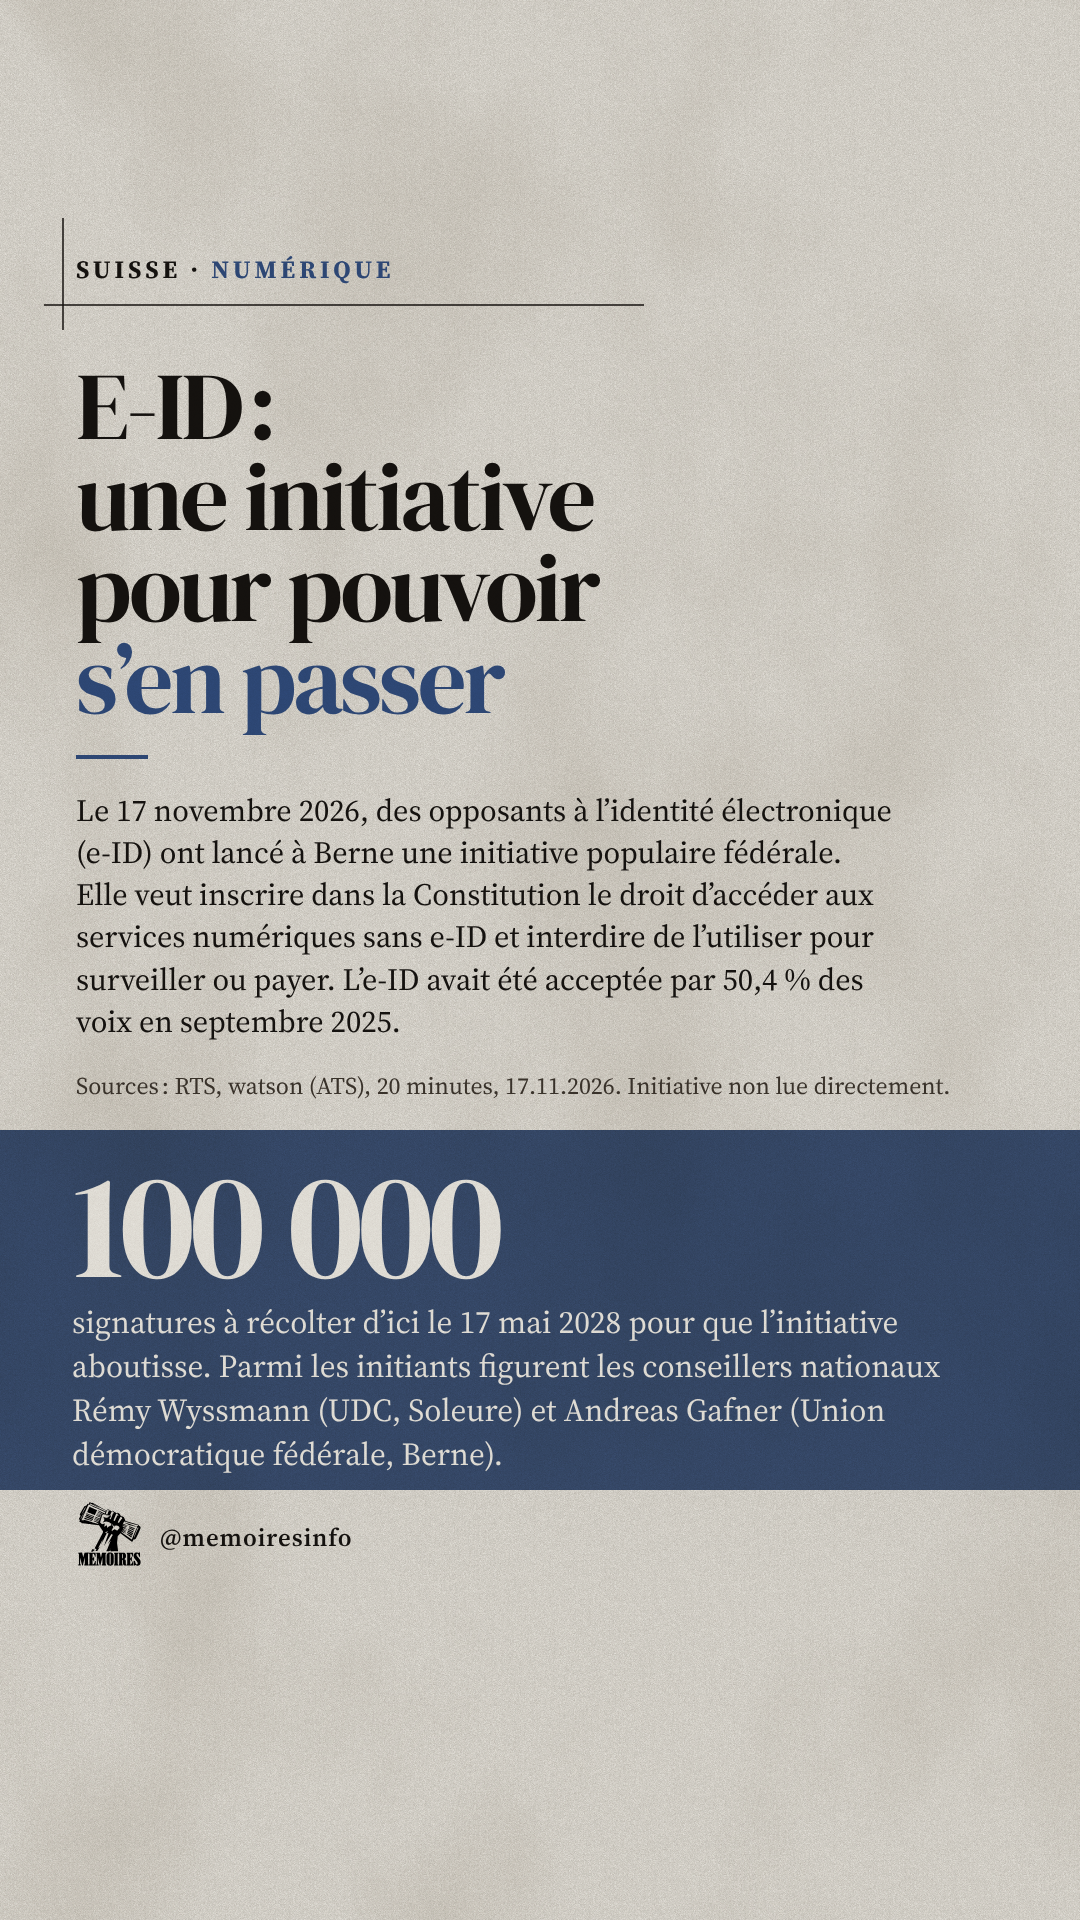 SUISSE · NUMÉRIQUE
E-ID :
une initiative
pour pouvoir
s’en passer
Le 17 novembre 2026, des opposants à l’identité électronique
(e-ID) ont lancé à Berne une initiative populaire fédérale.
Elle veut inscrire dans la Constitution le droit d’accéder aux
services numériques sans e-ID et interdire de l’utiliser pour
surveiller ou payer. L’e-ID avait été acceptée par 50,4 % des
voix en septembre 2025.
Sources : RTS, watson (ATS), 20 minutes, 17.11.2026. Initiative non lue directement.
100 000
signatures à récolter d’ici le 17 mai 2028 pour que l’initiative
aboutisse. Parmi les initiants figurent les conseillers nationaux
Rémy Wyssmann (UDC, Soleure) et Andreas Gafner (Union
démocratique fédérale, Berne).
MÉMOIRES
@memoiresinfo